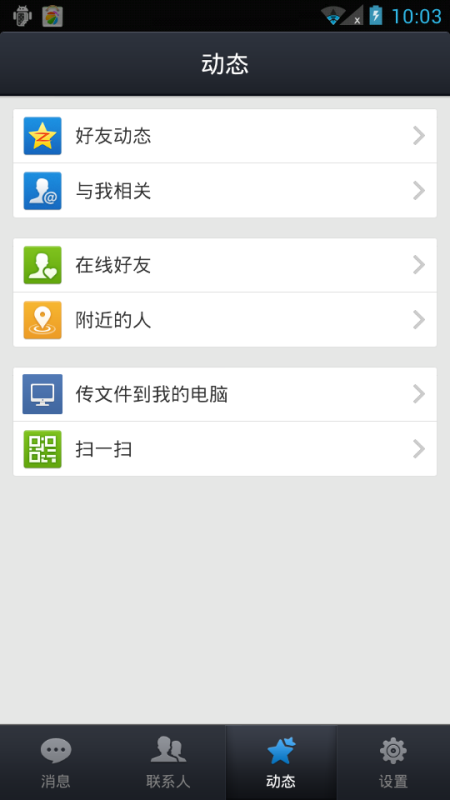 10:03
动态
好友动态
与我相关
在线好友
附近的人
传文件到我的电脑
扫一扫
消息
联系人
动态
设置